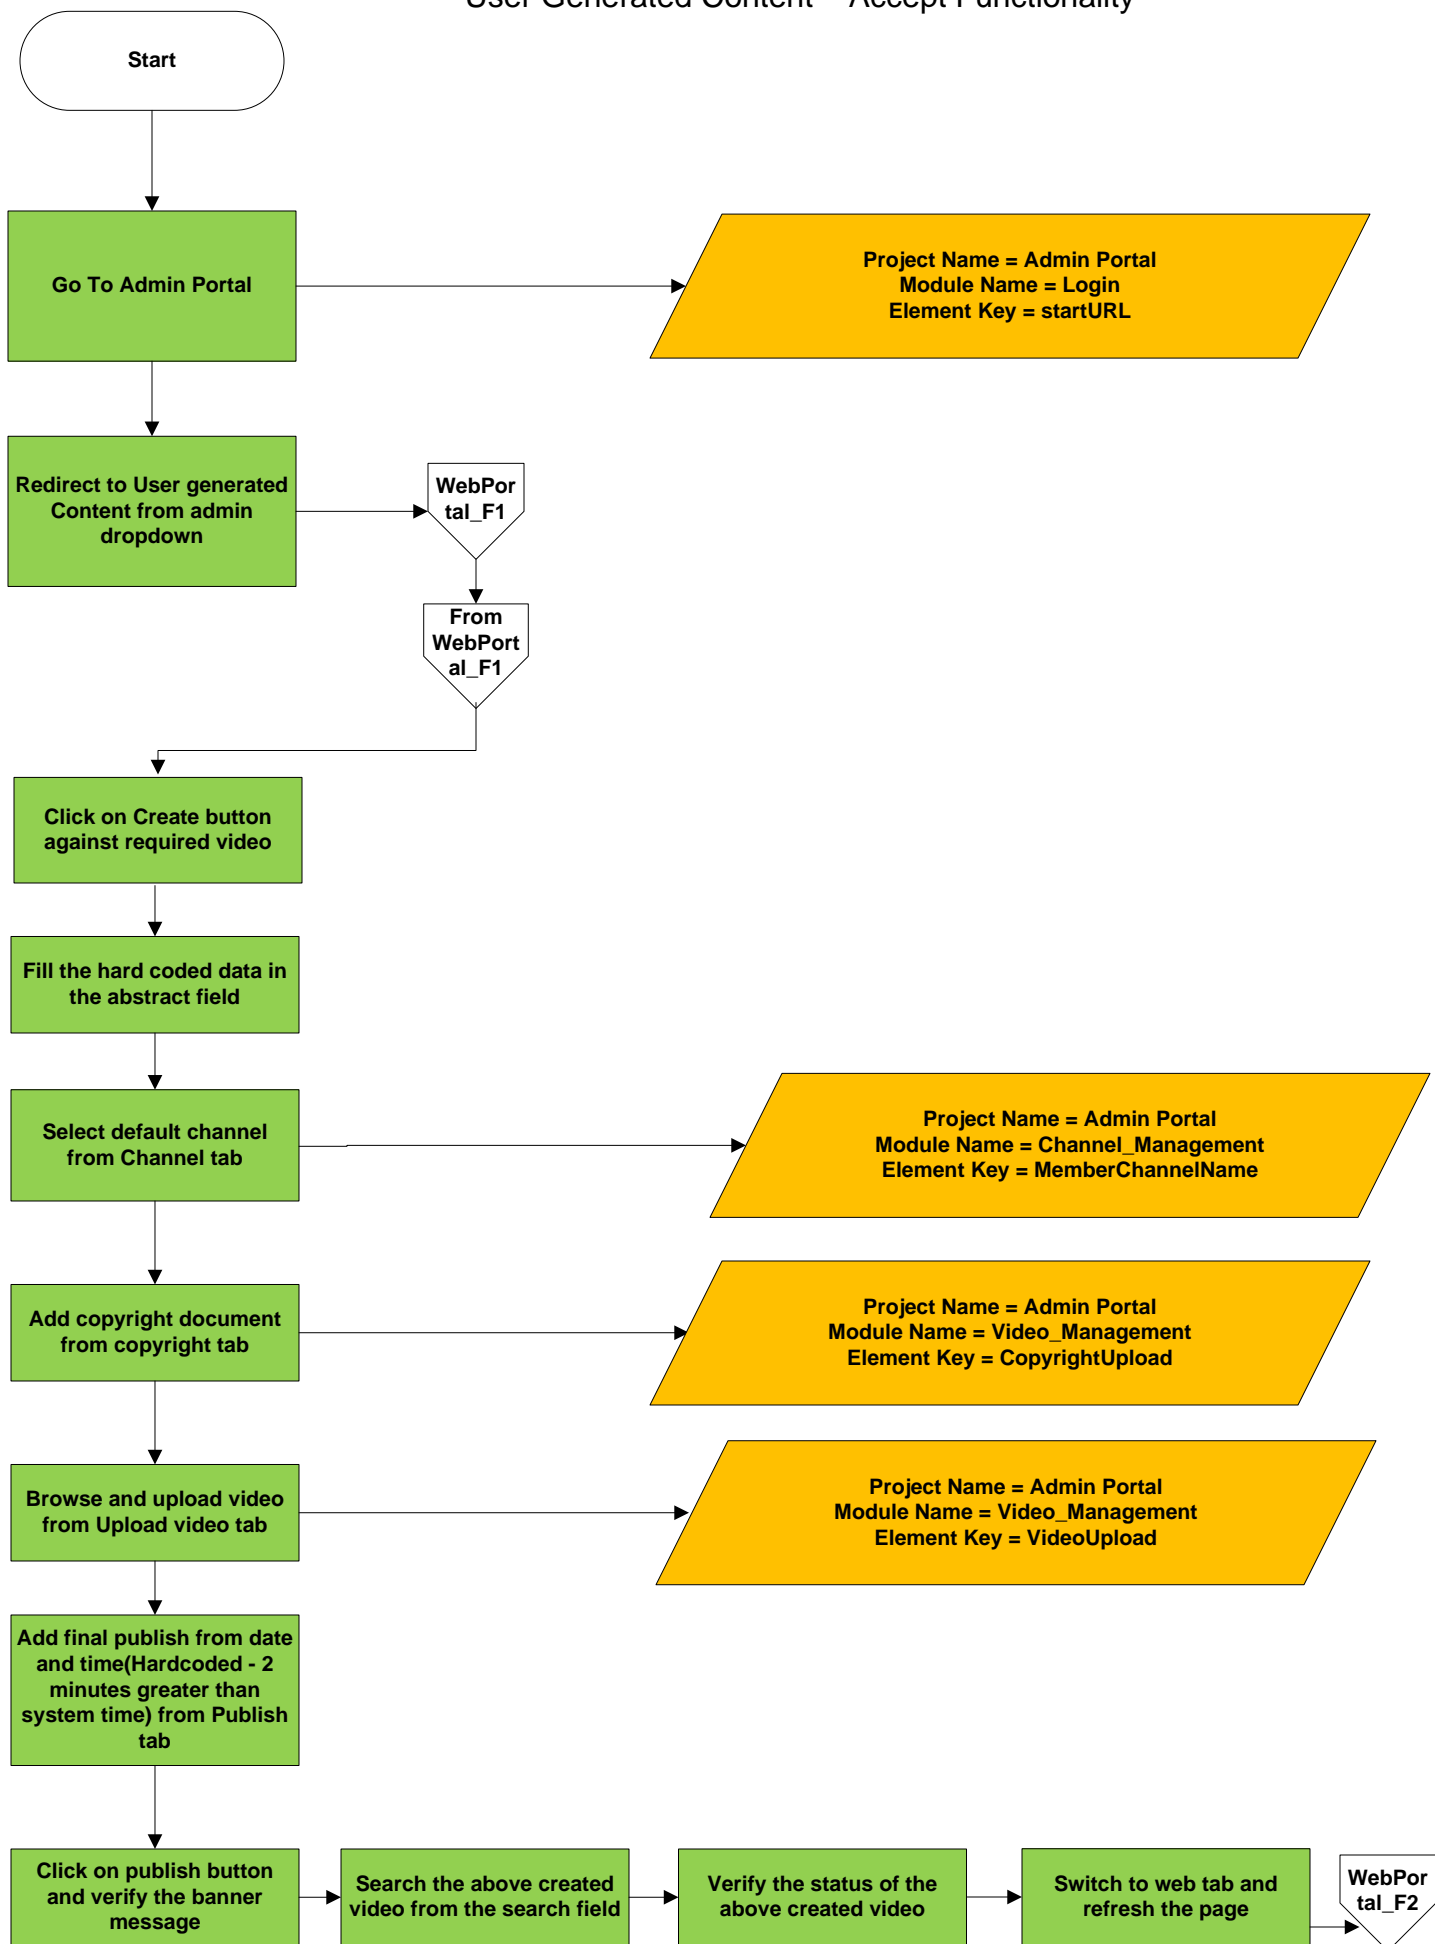 User Generated Content – Accept Functionality
Start
Go To Admin Portal
Project Name = Admin Portal
Module Name = Login
Element Key = startURL
Redirect to User generated
Content from admin
dropdown
WebPor
tal_F1
From
WebPort
al_F1
Click on Create button
against required video
Fill the hard coded data in
the abstract field
Select default channel
from Channel tab
Project Name = Admin Portal
Module Name = Channel_Management
Element Key = MemberChannelName
Add copyright document
from copyright tab
Project Name = Admin Portal
Module Name = Video_Management
Element Key = CopyrightUpload
Browse and upload video
from Upload video tab
Project Name = Admin Portal
Module Name = Video_Management
Element Key = VideoUpload
Add final publish from date
and time(Hardcoded - 2
minutes greater than
system time) from Publish
tab
Click on publish button
and verify the banner
message
Search the above created
video from the search field
Verify the status of the
above created video
Switch to web tab and
refresh the page
WebPor
tal_F2